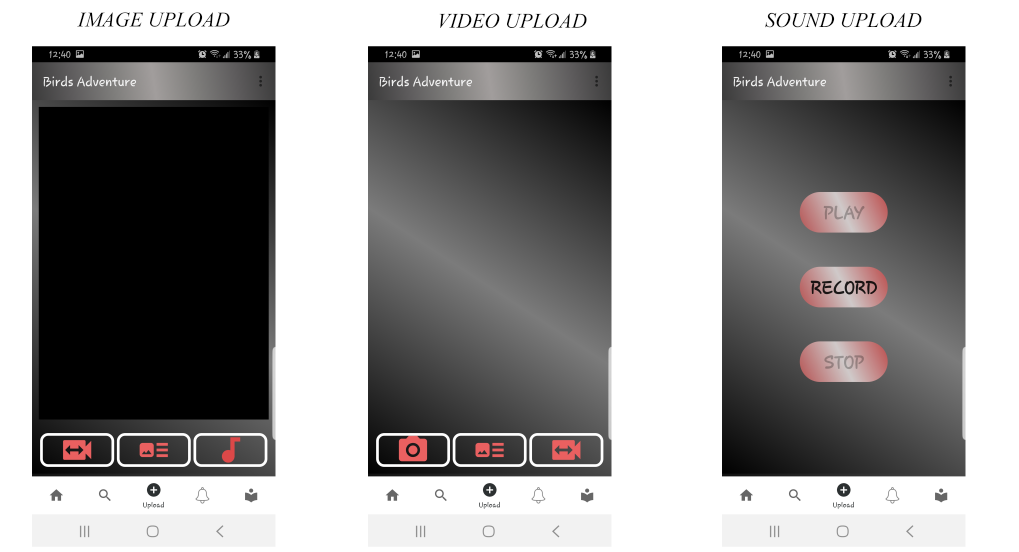 IMAGE UPLOAD
VIDEO UPLOAD
SOUND UPLOAD
12:40 33%
Birds Adventure
Upload
12:40 33%
Birds Adventure
Upload
12:40 33%
Birds Adventure
PLAY
RECORD
STOP
Upload